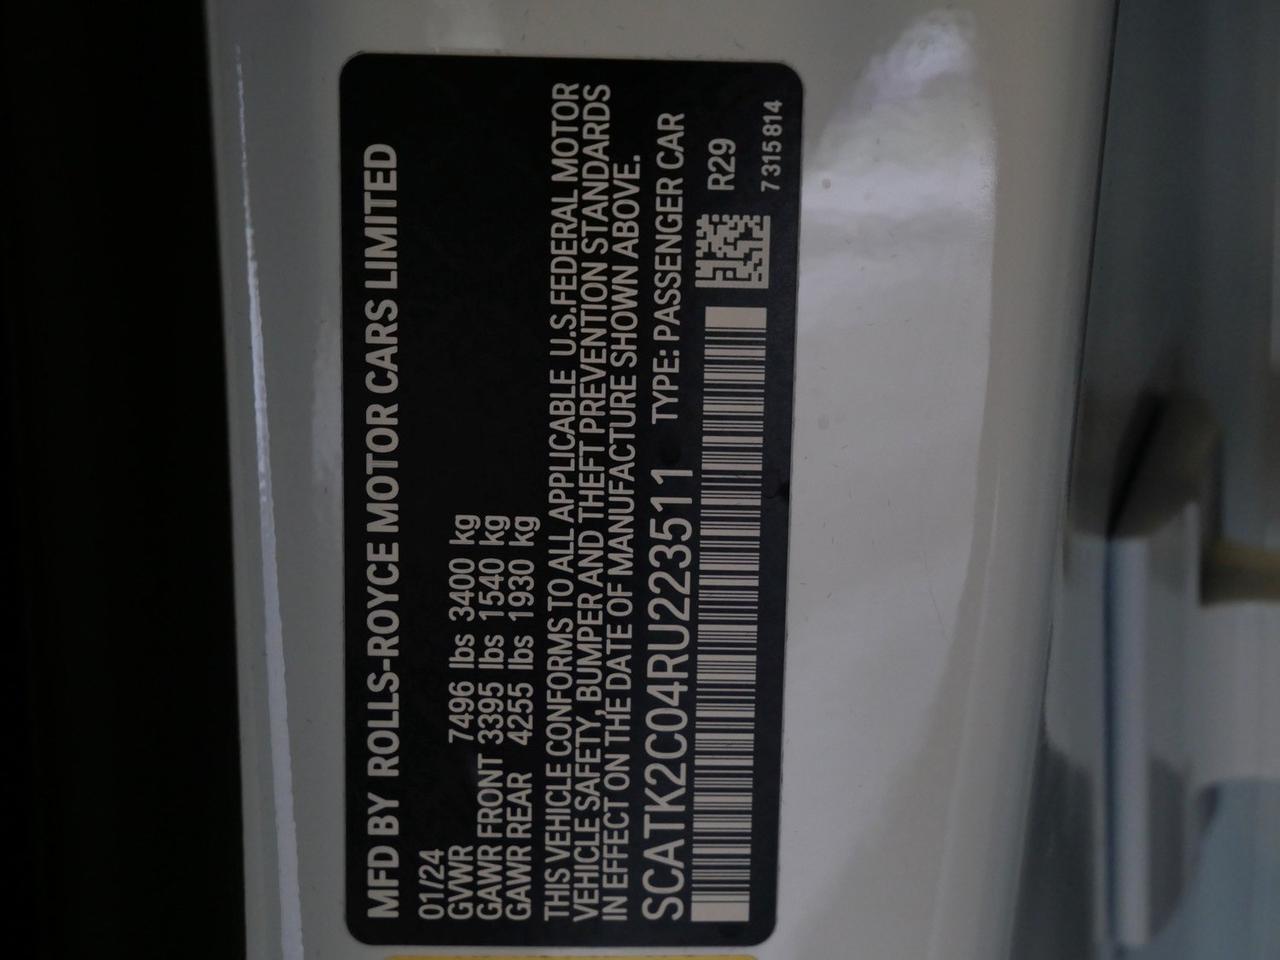 MFD BY ROLLS-ROYCE MOTOR CARS LIMITED
01/24
GVWR 7496 lbs 3400 kg
GAWR FRONT 3395 lbs 1540 kg
GAWR REAR 4255 lbs 1930 kg
THIS VEHICLE CONFORMS TO ALL APPLICABLE U.S.FEDERAL MOTOR
VEHICLE SAFETY, BUMPER AND THEFT PREVENTION STANDARDS
IN EFFECT ON THE DATE OF MANUFACTURE SHOWN ABOVE.
SCATK2C04RU223511 TYPE: PASSENGER CAR
R29
7 315 814